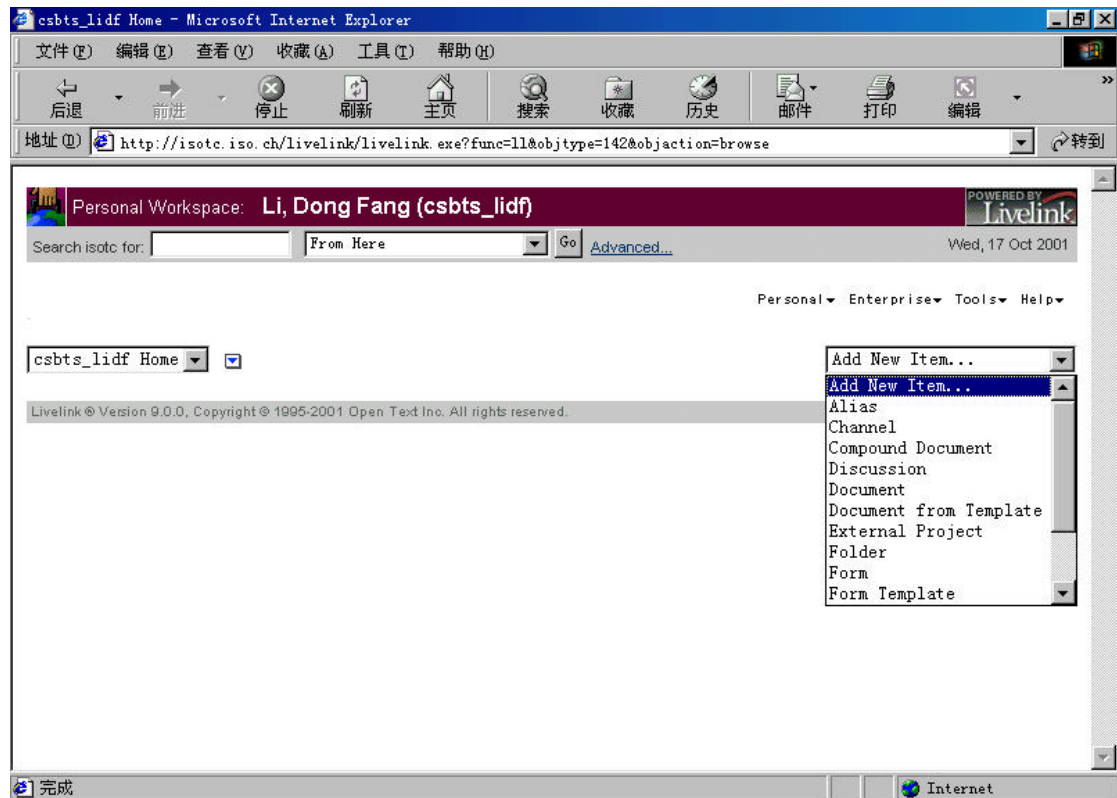 csbts_lidf Home - Microsoft Internet Explorer
文件(F) 编辑(E) 查看(V) 收藏(A) 工具(T) 帮助(H)
后退 前进 停止 刷新 主页 搜索 收藏 历史 邮件 打印 编辑 »
地址(D) http://isotc.iso.ch/livelink/livelink.exe?func=ll&objtype=142&objaction=browse 转到
Personal Workspace: Li, Dong Fang (csbts_lidf) POWERED BY Livelink
Search isotc for: From Here Go Advanced... Wed, 17 Oct 2001
Personal Enterprise Tools Help
csbts_lidf Home Add New Item...
Add New Item...
Livelink ® Version 9.0.0, Copyright © 1995-2001 Open Text Inc. All rights reserved.
Alias
Channel
Compound Document
Discussion
Document
Document from Template
External Project
Folder
Form
Form Template
完成 Internet